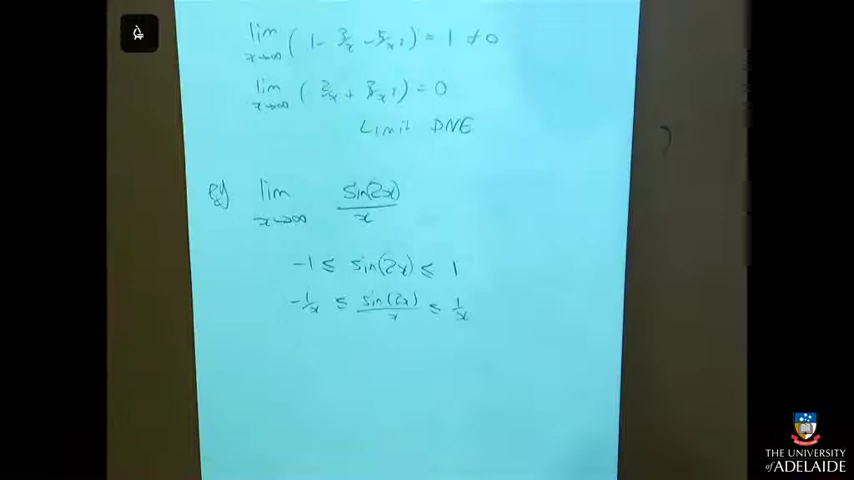 lim x→∞ ( 1 - 3/x - 5/x² ) = 1 ≠ 0
lim x→∞ ( 2/x + 3/x² ) = 0
Limit DNE
Eg lim x→∞ sin(2x)/x
-1 ≤ sin(2x) ≤ 1
-1/x ≤ sin(2x)/x ≤ 1/x
THE UNIVERSITY
of ADELAIDE